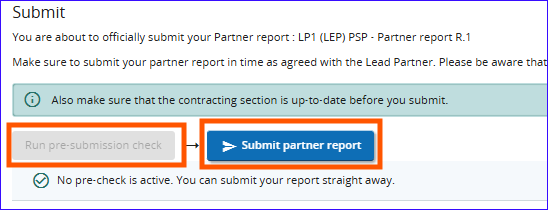 Submit
You are about to officially submit your Partner report : LP1 (LEP) PSP - Partner report R.1
Make sure to submit your partner report in time as agreed with the Lead Partner. Please be aware that
Also make sure that the contracting section is up-to-date before you submit.
Run pre-submission check → Submit partner report
No pre-check is active. You can submit your report straight away.